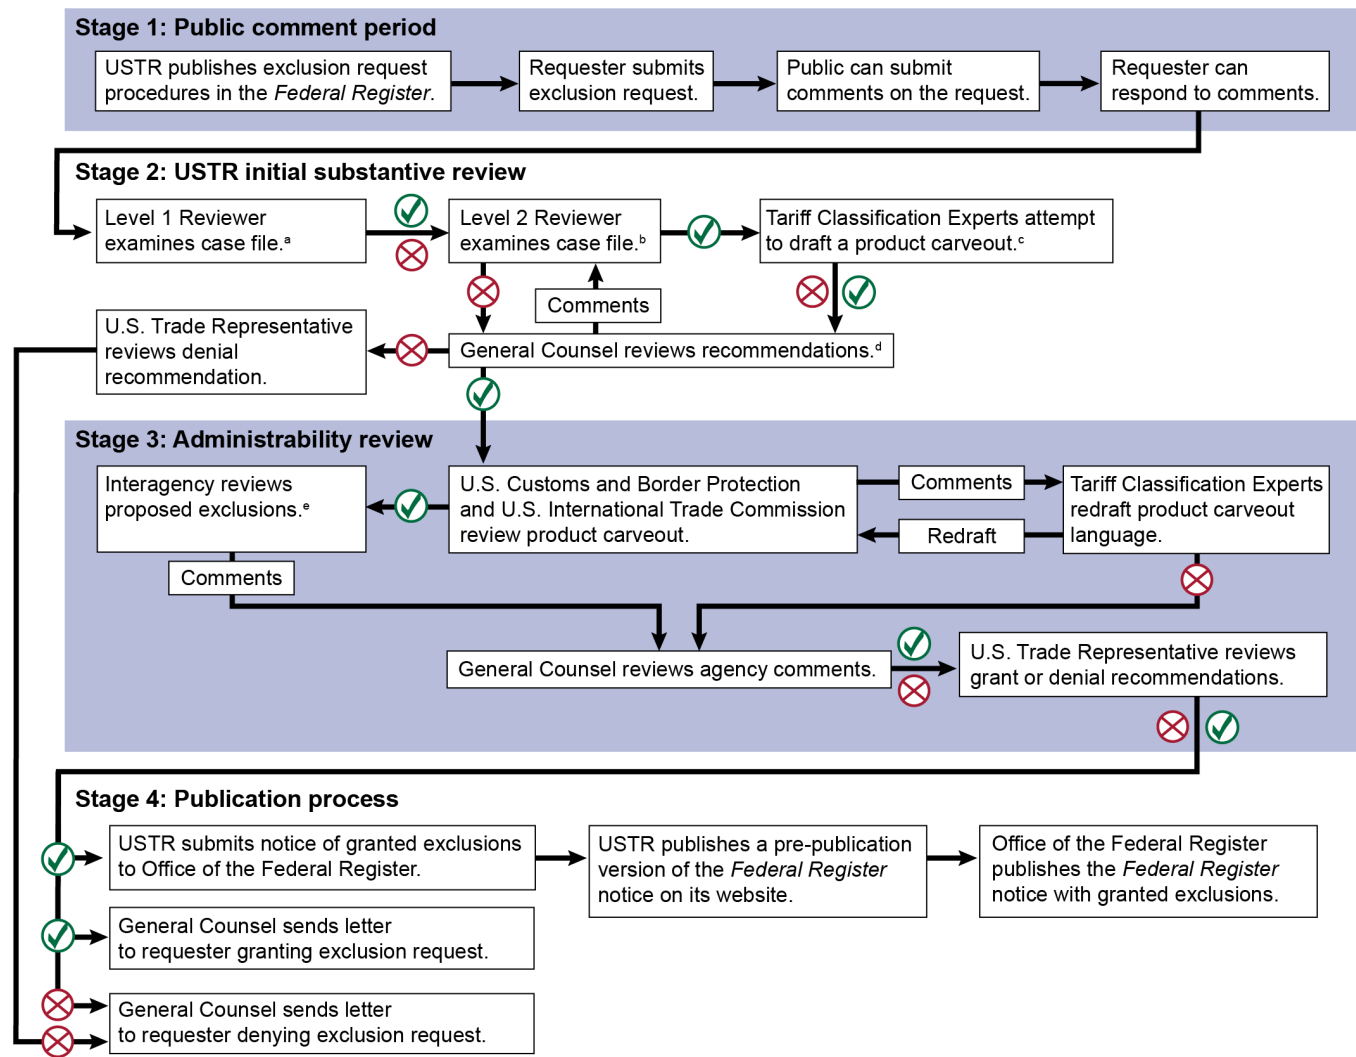 Stage 1: Public comment period
USTR publishes exclusion request
procedures in the Federal Register.
Requester submits
exclusion request.
Public can submit
comments on the request.
Requester can
respond to comments.
Stage 2: USTR initial substantive review
Level 1 Reviewer
examines case file.ᵃ
Level 2 Reviewer
examines case file.ᵇ
Tariff Classification Experts attempt
to draft a product carveout.ᶜ
Comments
U.S. Trade Representative
reviews denial
recommendation.
General Counsel reviews recommendations.ᵈ
Stage 3: Administrability review
Interagency reviews
proposed exclusions.ᵉ
U.S. Customs and Border Protection
and U.S. International Trade Commission
review product carveout.
Comments
Redraft
Tariff Classification Experts
redraft product carveout
language.
Comments
General Counsel reviews agency comments.
U.S. Trade Representative reviews
grant or denial recommendations.
Stage 4: Publication process
USTR submits notice of granted exclusions
to Office of the Federal Register.
USTR publishes a pre-publication
version of the Federal Register
notice on its website.
Office of the Federal Register
publishes the Federal Register
notice with granted exclusions.
General Counsel sends letter
to requester granting exclusion request.
General Counsel sends letter
to requester denying exclusion request.